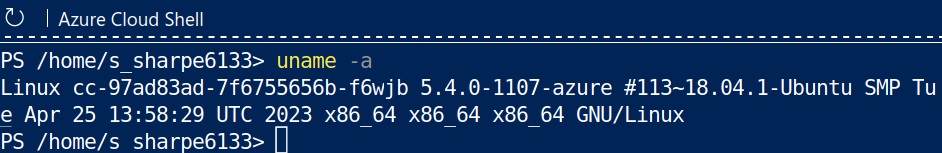 Azure Cloud Shell
PS /home/s_sharpe6133> uname -a
Linux cc-97ad83ad-7f6755656b-f6wjb 5.4.0-1107-azure #113~18.04.1-Ubuntu SMP Tu
e Apr 25 13:58:29 UTC 2023 x86_64 x86_64 x86_64 GNU/Linux
PS /home/s_sharpe6133>